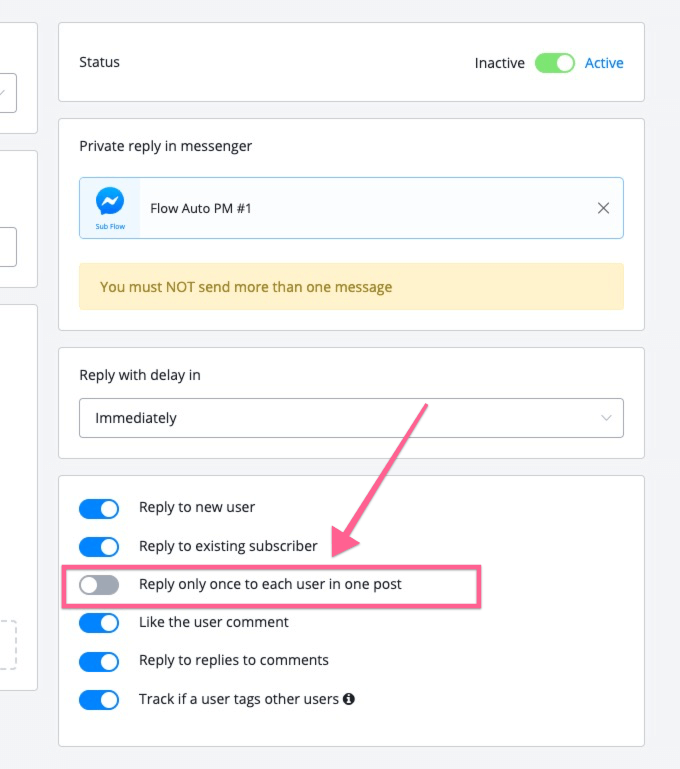 Status
Inactive Active
Private reply in messenger
Flow Auto PM #1
Sub Flow
You must NOT send more than one message
Reply with delay in
Immediately
Reply to new user
Reply to existing subscriber
Reply only once to each user in one post
Like the user comment
Reply to replies to comments
Track if a user tags other users